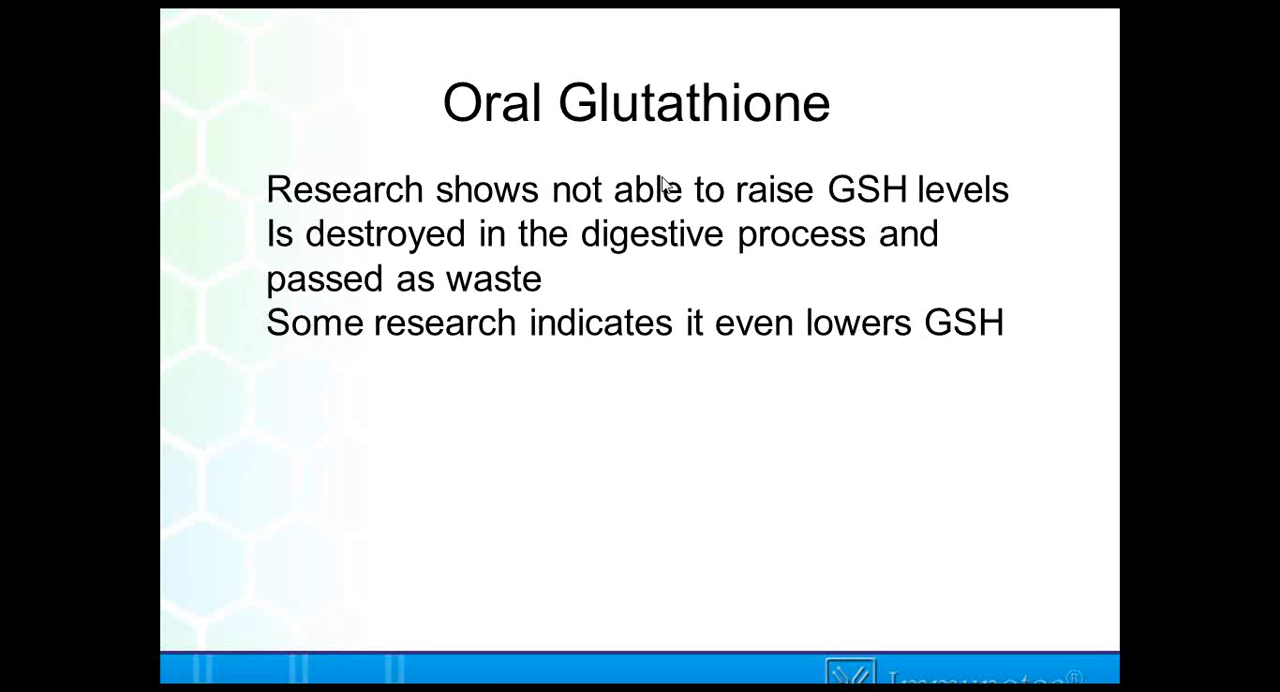 Oral Glutathione
Research shows not able to raise GSH levels
Is destroyed in the digestive process and
passed as waste
Some research indicates it even lowers GSH
Immunotec®